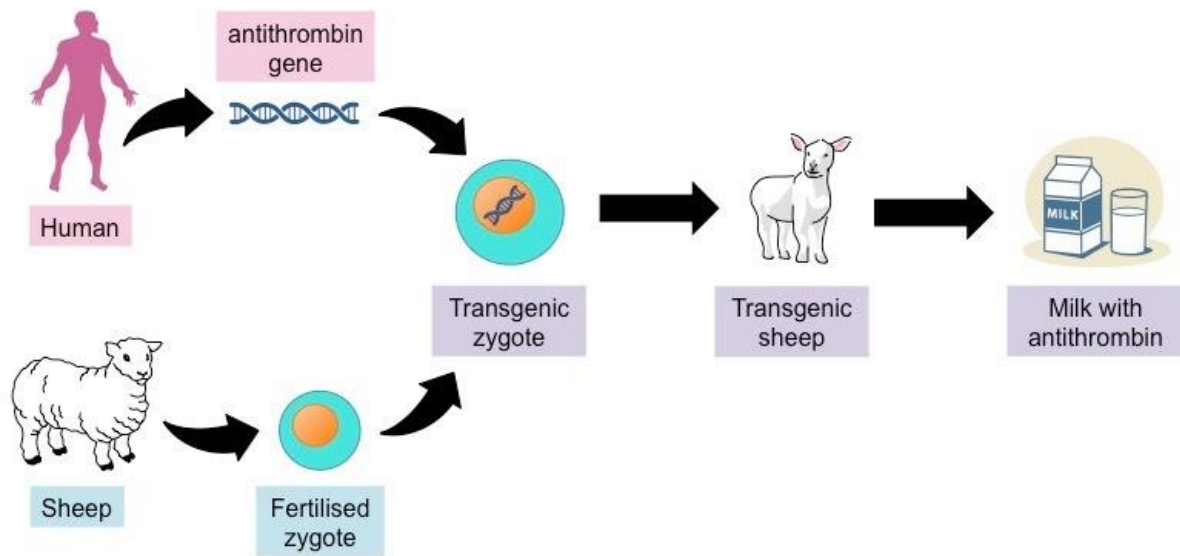 antithrombin
gene
Human
MILK
Transgenic
zygote
Transgenic
sheep
Milk with
antithrombin
Sheep
Fertilised
zygote